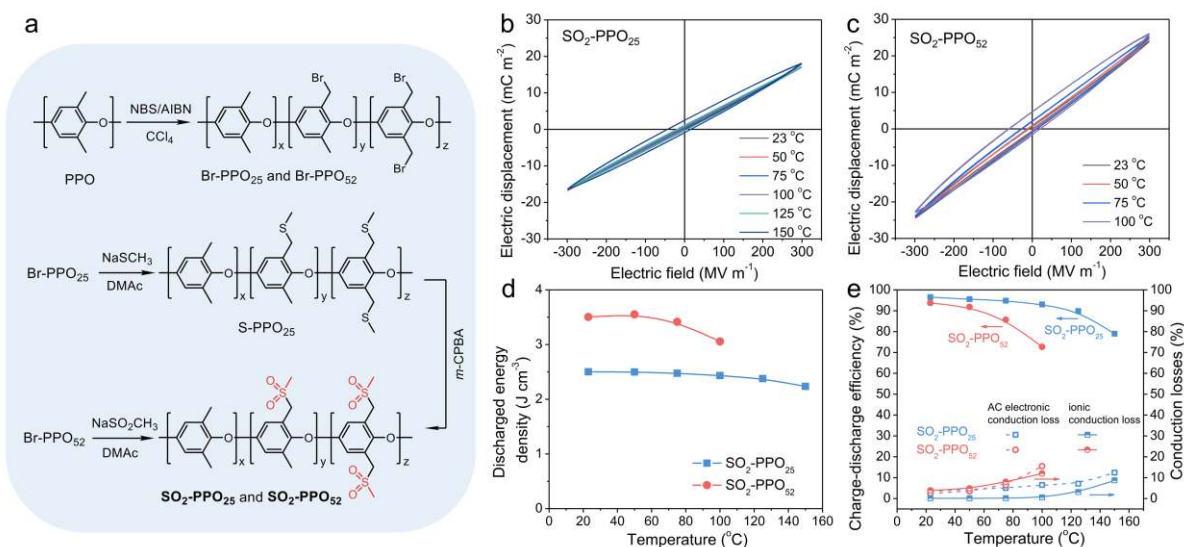 a
PPO
NBS/AIBN
CCl4
Br
Br
Br
O
O
O
O
x
y
z
Br-PPO25 and Br-PPO52
Br-PPO25
NaSCH3
DMAc
S
S
S
O
O
O
x
y
z
S-PPO25
m-CPBA
Br-PPO52
NaSO2CH3
DMAc
O
S
O
O
S
O
O
S
O
O
O
O
x
y
z
SO2-PPO25 and SO2-PPO52
b
SO2-PPO25
Electric displacement (mC m-2)
30
20
10
0
-10
-20
-30
-300 -200 -100 0 100 200 300
Electric field (MV m-1)
23 °C
50 °C
75 °C
100 °C
125 °C
150 °C
c
SO2-PPO52
Electric displacement (mC m-2)
30
20
10
0
-10
-20
-30
-300 -200 -100 0 100 200 300
Electric field (MV m-1)
23 °C
50 °C
75 °C
100 °C
d
Discharged energy
density (J cm-3)
4
3
2
1
0
0 20 40 60 80 100 120 140 160
Temperature (°C)
SO2-PPO25
SO2-PPO52
e
Charge-discharge efficiency (%)
100
90
80
70
60
50
40
30
20
10
0
0 20 40 60 80 100 120 140 160
Temperature (°C)
Conduction losses (%)
100
90
80
70
60
50
40
30
20
10
0
SO2-PPO52
SO2-PPO25
AC electronic
conduction loss
ionic
conduction loss
SO2-PPO25
SO2-PPO52